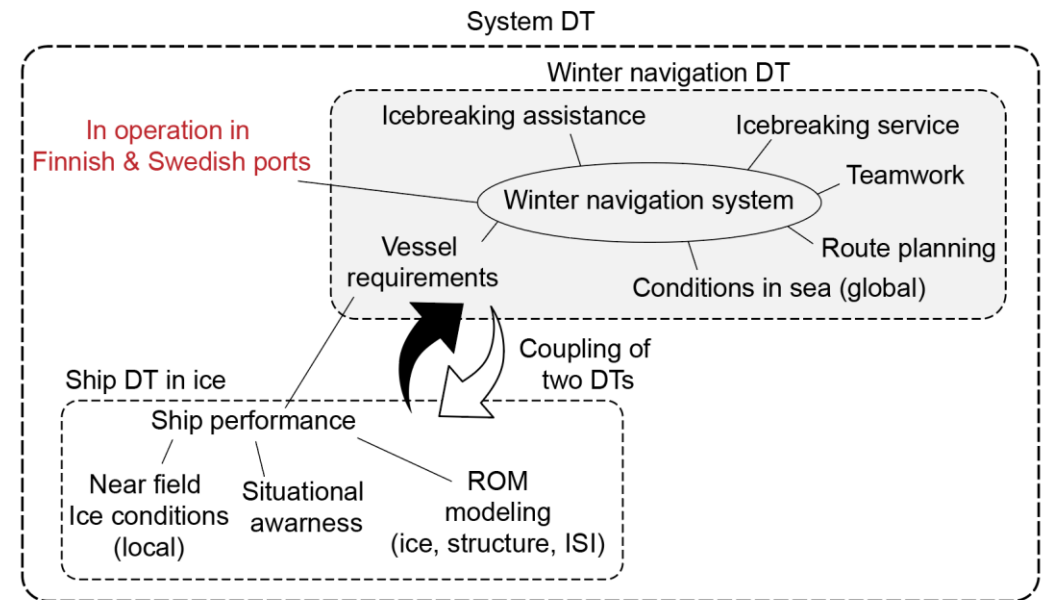 System DT
Winter navigation DT
Icebreaking assistance
Icebreaking service
In operation in
Finnish & Swedish ports
Teamwork
Winter navigation system
Vessel
requirements
Route planning
Conditions in sea (global)
Coupling of
two DTs
Ship DT in ice
Ship performance
Near field
Ice conditions
(local)
Situational
awarness
ROM
modeling
(ice, structure, ISI)